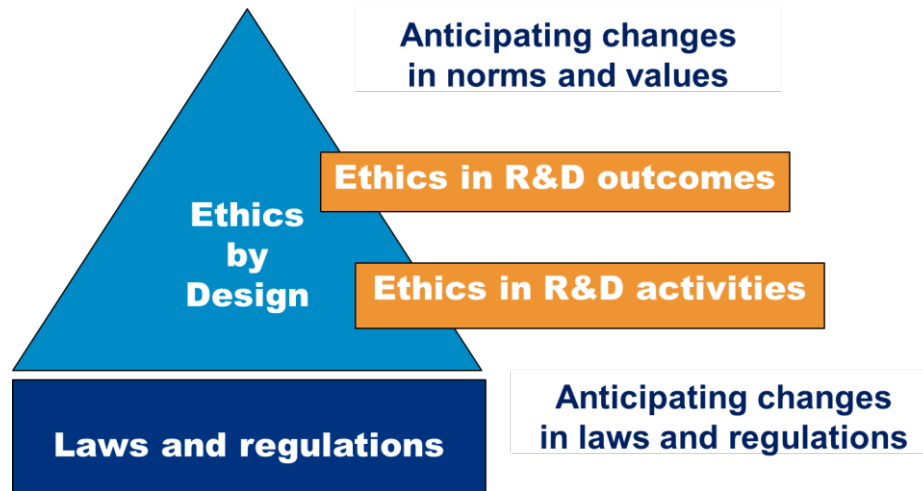 Anticipating changes
in norms and values
Ethics in R&D outcomes
Ethics
by
Design
Ethics in R&D activities
Laws and regulations
Anticipating changes
in laws and regulations